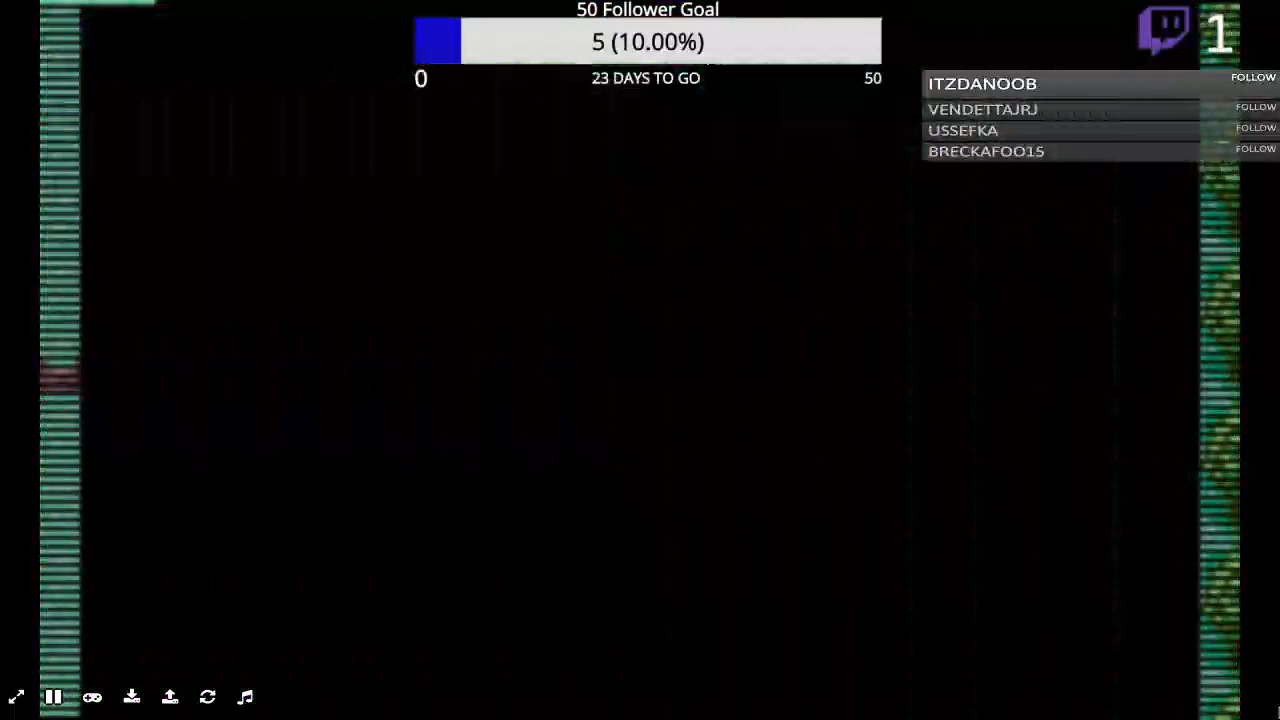 50 Follower Goal
5 (10.00%)
0 23 DAYS TO GO 50
1
ITZDANOOB FOLLOW
VENDETTAJRJ FOLLOW
USSEFKA FOLLOW
BRECKAFOO15 FOLLOW